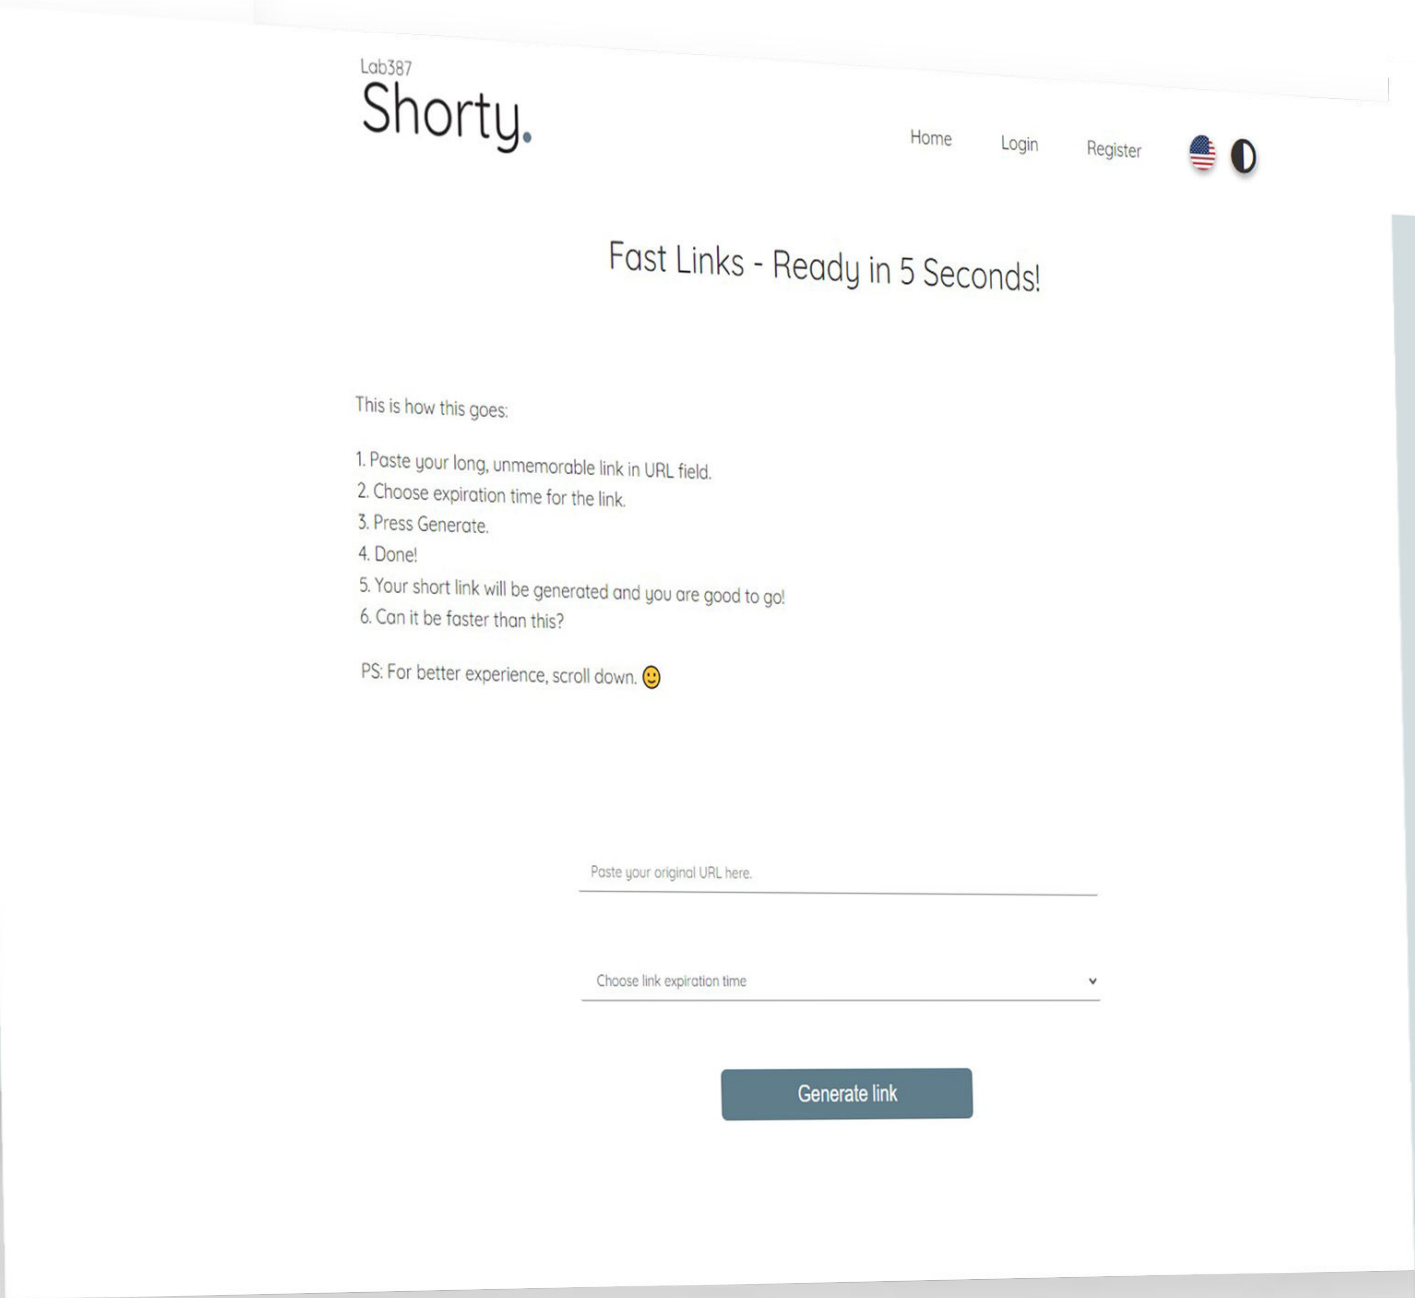 Lab387
Shorty.
Home
Login
Register
Fast Links - Ready in 5 Seconds!
This is how this goes:
1. Paste your long, unmemorable link in URL field.
2. Choose expiration time for the link.
3. Press Generate.
4. Done!
5. Your short link will be generated and you are good to go!
6. Can it be faster than this?
PS: For better experience, scroll down. 🙂
Paste your original URL here.
Choose link expiration time
Generate link